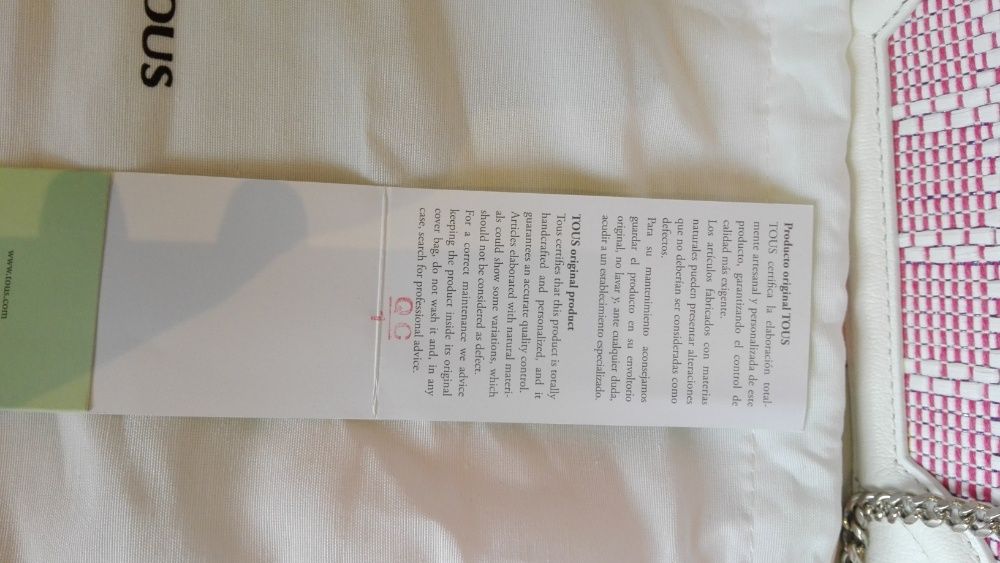 Producto original TOUS
TOUS certifica la elaboración total-
mente artesanal y personalizada de este
producto, garantizando el control de
calidad más exigente.
Los artículos fabricados con materias
naturales pueden presentar alteraciones
que no deberían ser consideradas como
defectos.
Para su mantenimiento aconsejamos
guardar el producto en su envoltorio
original, no lavar y, ante cualquier duda,
acudir a un establecimiento especializado.
TOUS original product
Tous certifies that this product is totally
handcrafted and personalized, and it
guarantees an accurate quality control.
Articles elaborated with natural materi-
als could show some variations, which
should not be considered as defect.
For a correct maintenance we advice
keeping the product inside its original
cover bag, do not wash it and, in any
case, search for professional advice.
QC
1
OUS
www.tous.com